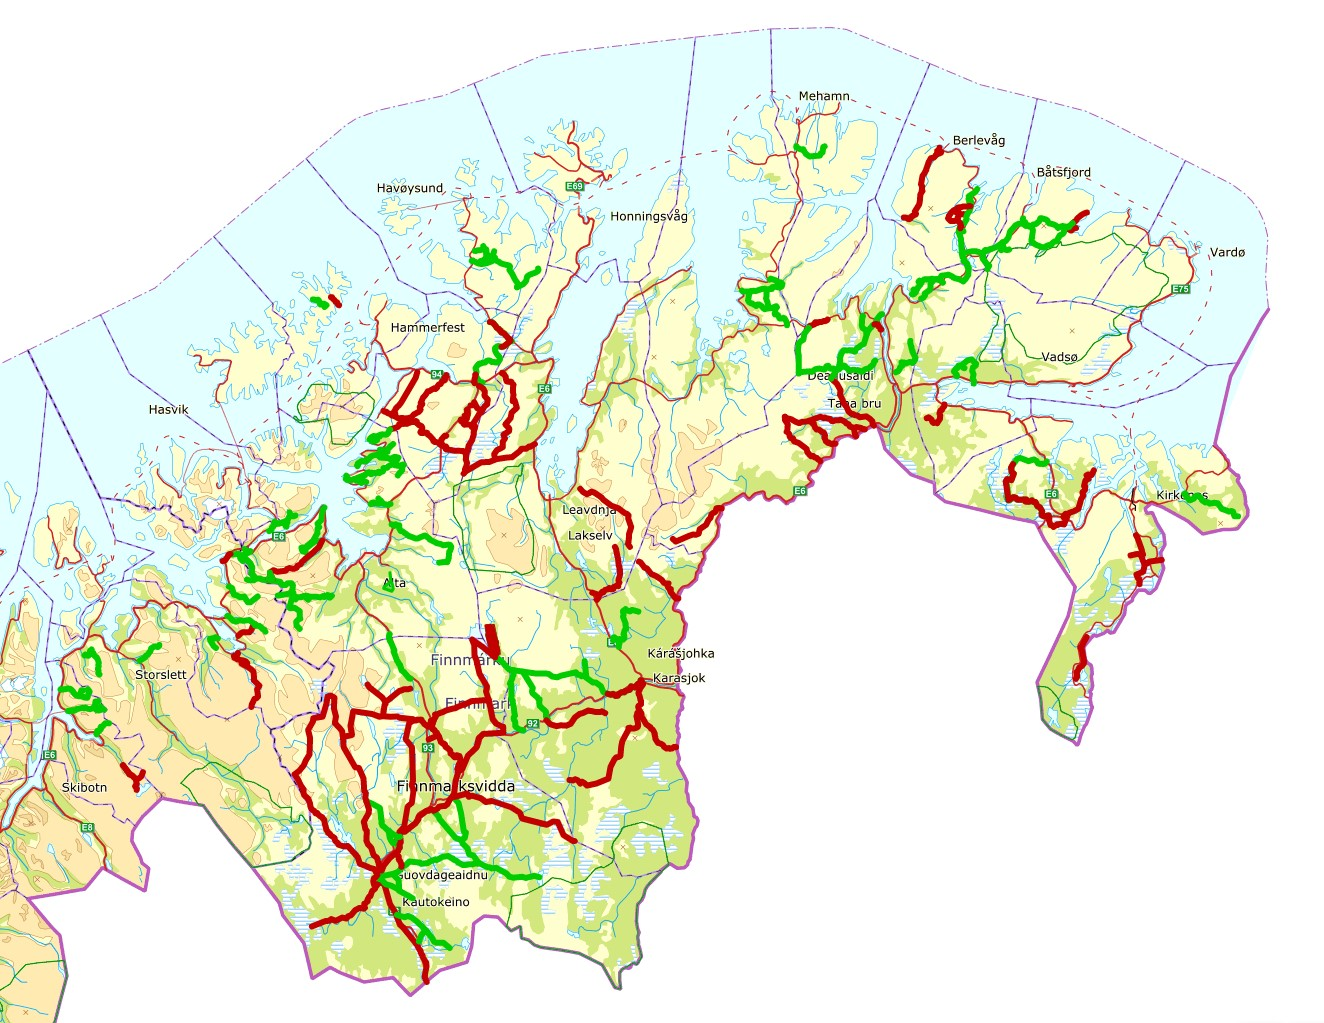 Mehamn
Berlevåg
Båtsfjord
Havøysund
E69
Honningsvåg
Vardø
E75
Hammerfest
Vadsø
94
E6
Hasvik
Tana bru
E6
E6
Kirkenes
Leavdnja
E6
Lakselv
Alta
Kárášjohka
Storslett
Karasjok
92
93
E6
Skibotn
Finnmarksvidda
E8
Guovdageaidnu
Kautokeino